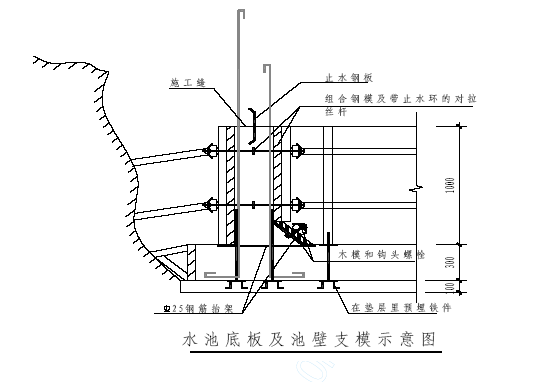 止水钢板
施工缝
组合钢模及带止水环的对拉
丝杆
1000
木模和钩头螺栓
300
100
Φ25钢筋抬架
在垫层里预埋铁件
水池底板及池壁支模示意图